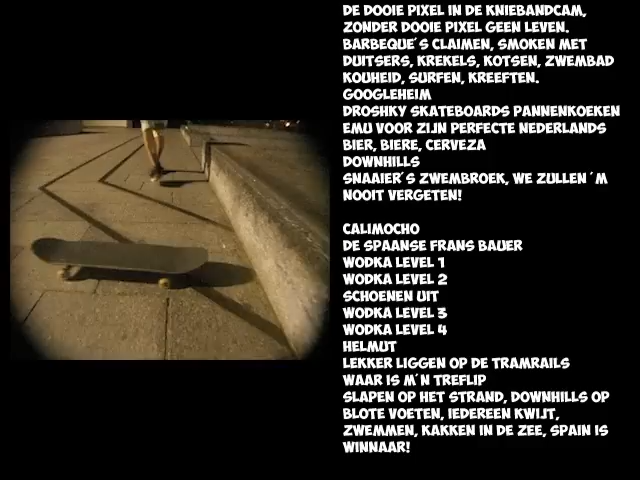 DE DOOIE PIXEL IN DE KNIEBANDCAM,
ZONDER DOOIE PIXEL GEEN LEVEN.
BARBEQUE´S CLAIMEN, SMOKEN MET
DUITSERS, KREKELS, KOTSEN, ZWEMBAD
KOUHEID, SURFEN, KREEFTEN.
GOOGLEHEIM
DROSHKY SKATEBOARDS PANNENKOEKEN
EMU VOOR ZIJN PERFECTE NEDERLANDS
BIER, BIERE, CERVEZA
DOWNHILLS
SNAAIER´S ZWEMBROEK, WE ZULLEN ´M
NOOIT VERGETEN!
CALIMOCHO
DE SPAANSE FRANS BAUER
WODKA LEVEL 1
WODKA LEVEL 2
SCHOENEN UIT
WODKA LEVEL 3
WODKA LEVEL 4
HELMUT
LEKKER LIGGEN OP DE TRAMRAILS
WAAR IS M´N TREFLIP
SLAPEN OP HET STRAND, DOWNHILLS OP
BLOTE VOETEN, IEDEREEN KWIJT,
ZWEMMEN, KAKKEN IN DE ZEE, SPAIN IS
WINNAAR!